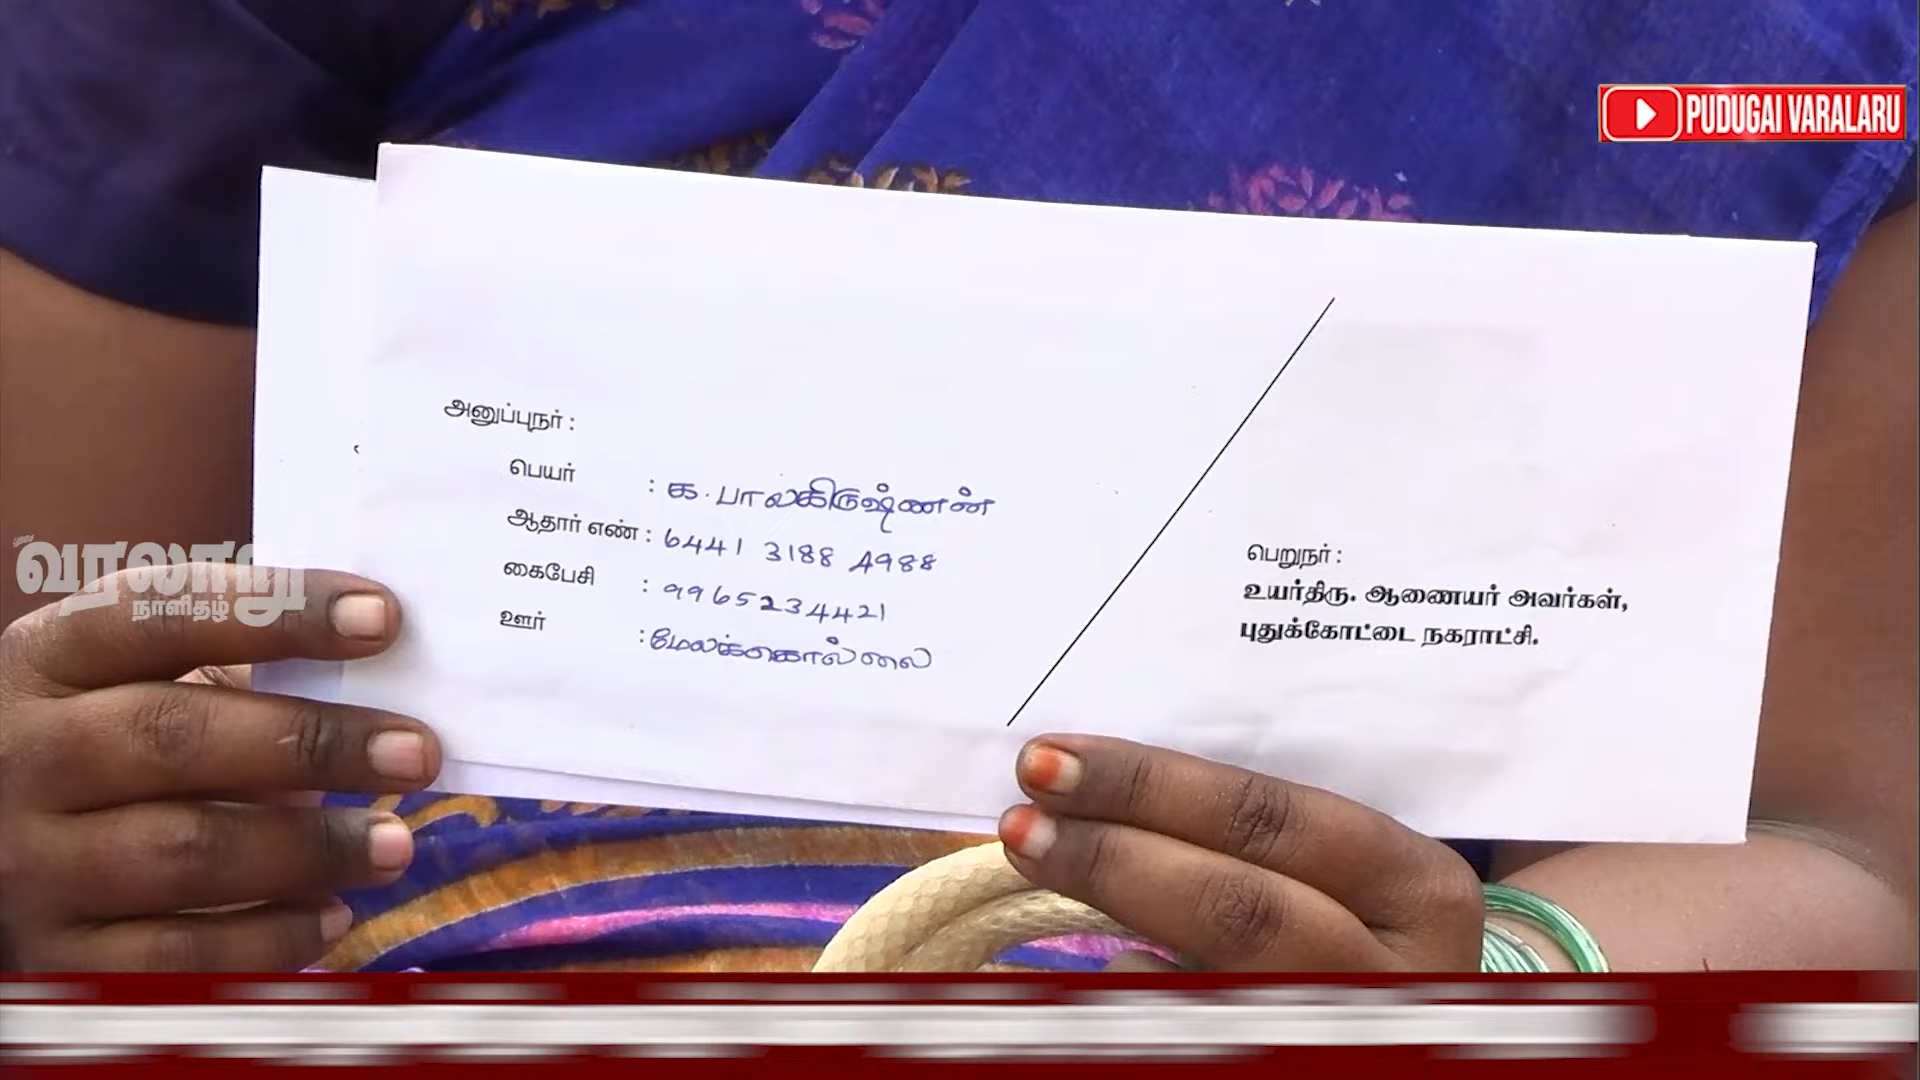 PUDUGAI VARALARU
அனுப்புநர் :
பெயர் : க. பாலகிருஷ்ணன்
ஆதார் எண் : 6441 3188 4988
கைபேசி : 9965234421
ஊர் : மேலக்கொல்லை
பெறுநர் :
உயர்திரு. ஆணையர் அவர்கள்,
புதுக்கோட்டை நகராட்சி.
வரலாறு
நாளிதழ்